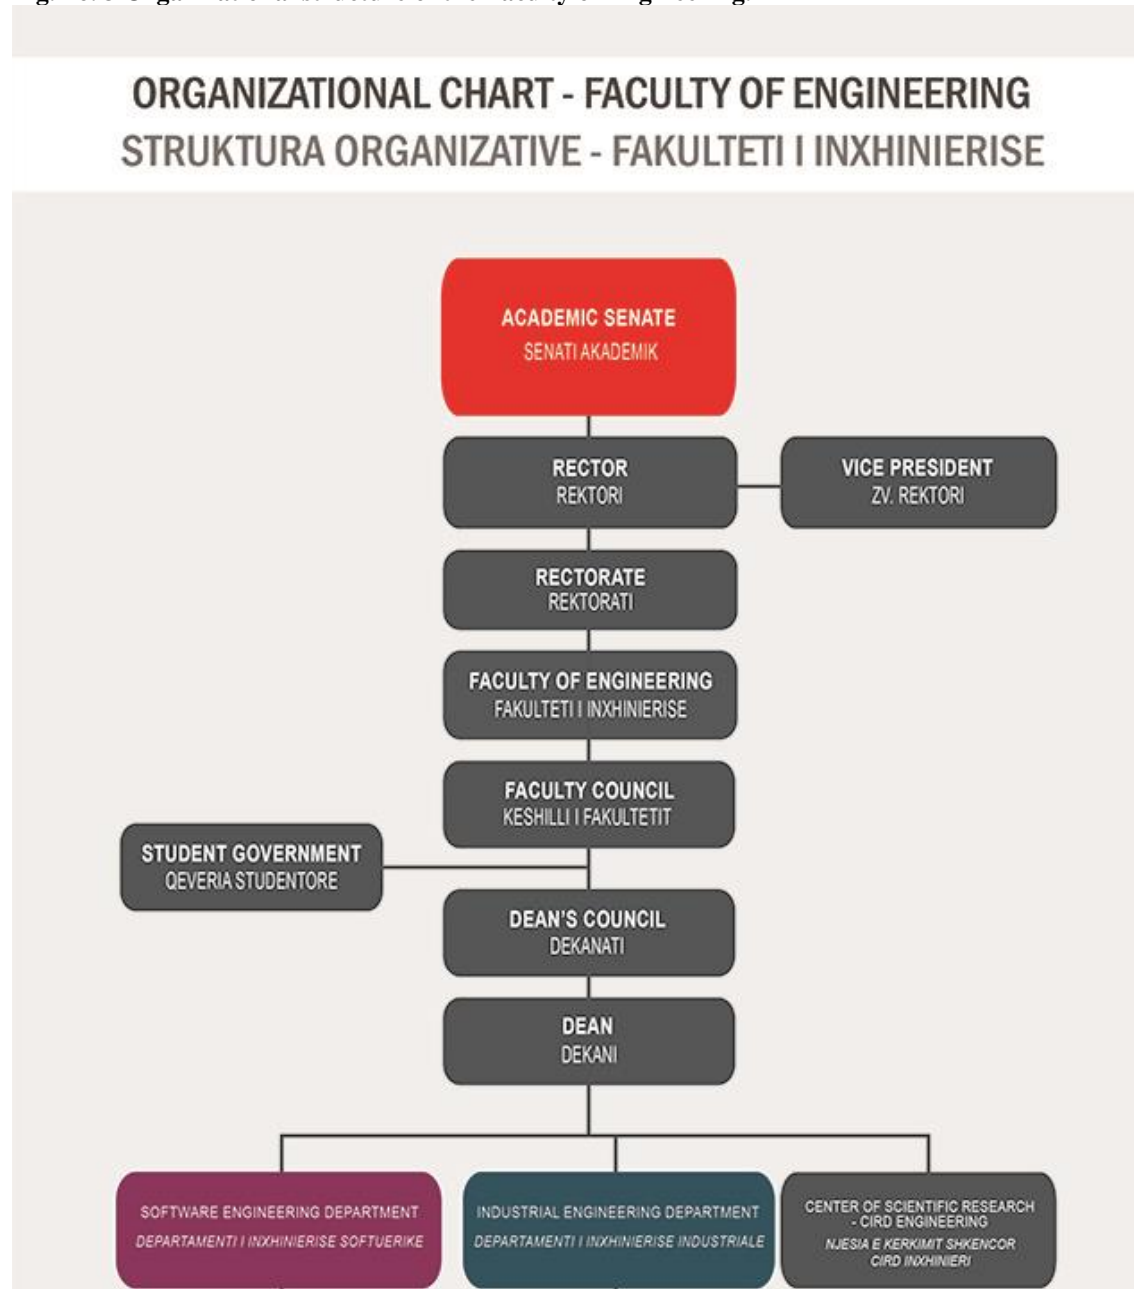 ORGANIZATIONAL CHART - FACULTY OF ENGINEERING
STRUKTURA ORGANIZATIVE - FAKULTETI I INXHINIERISE
ACADEMIC SENATE
SENATI AKADEMIK
RECTOR
REKTORI
VICE PRESIDENT
ZV. REKTORI
RECTORATE
REKTORATI
FACULTY OF ENGINEERING
FAKULTETI I INXHINIERISE
FACULTY COUNCIL
KESHILLI I FAKULTETIT
STUDENT GOVERNMENT
QEVERIA STUDENTORE
DEAN'S COUNCIL
DEKANATI
DEAN
DEKANI
SOFTWARE ENGINEERING DEPARTMENT
DEPARTAMENTI I INXHINIERISE SOFTUERIKE
INDUSTRIAL ENGINEERING DEPARTMENT
DEPARTAMENTI I INXHINIERISE INDUSTRIALE
CENTER OF SCIENTIFIC RESEARCH
- CIRD ENGINEERING
NJESIA E KERKIMIT SHKENCOR
CIRD INXHINIERI